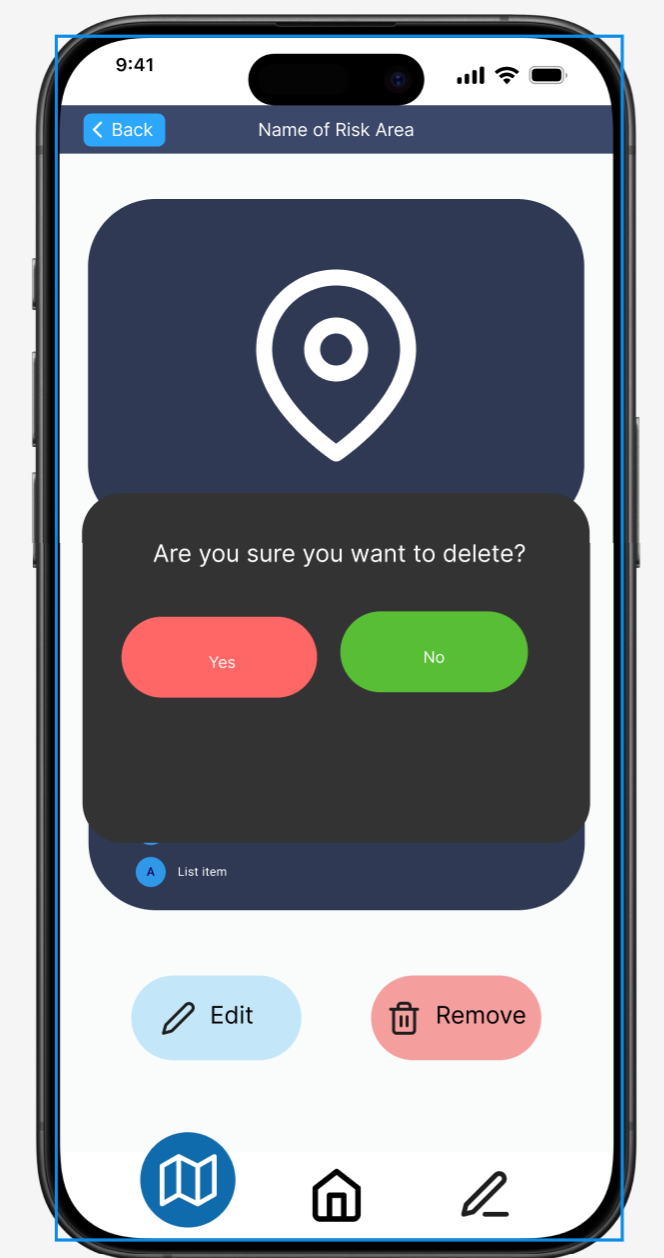 9:41
Back
Name of Risk Area
Are you sure you want to delete?
Yes
No
A
List item
Edit
Remove